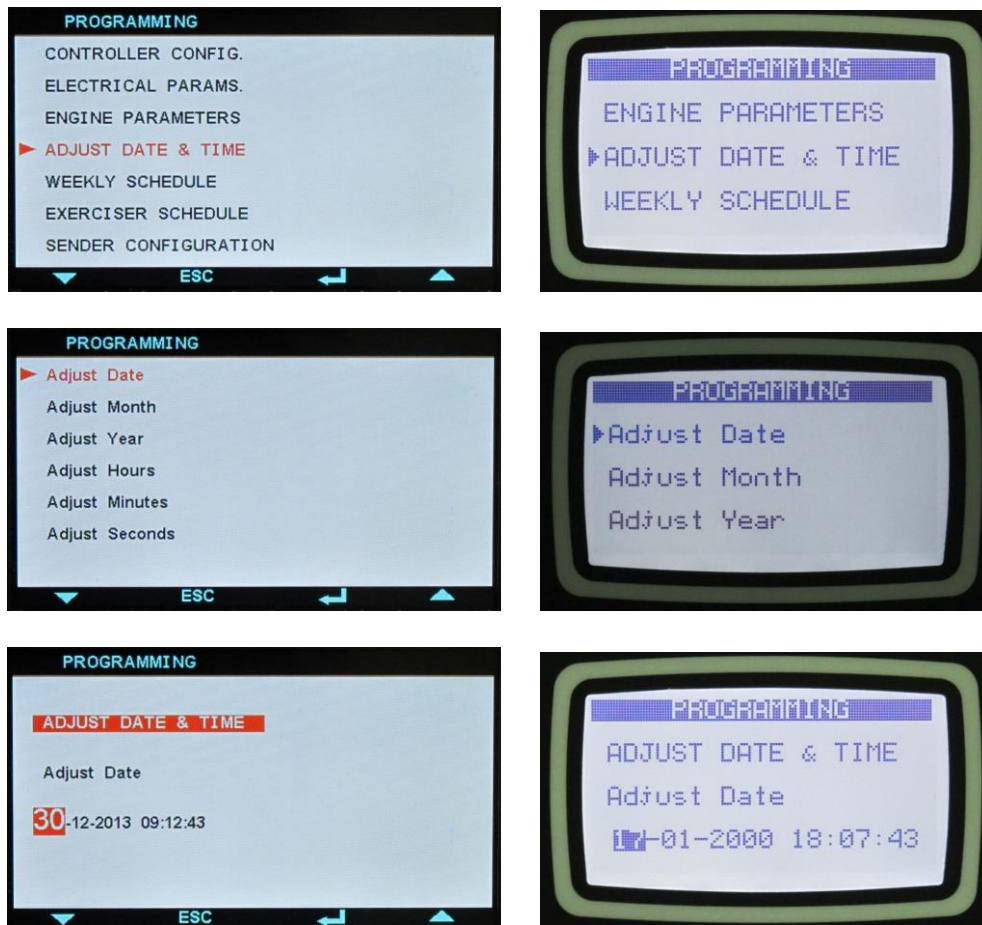 PROGRAMMING
CONTROLLER CONFIG.
ELECTRICAL PARAMS.
ENGINE PARAMETERS
ADJUST DATE & TIME
WEEKLY SCHEDULE
EXERCISER SCHEDULE
SENDER CONFIGURATION
ESC
PROGRAMMING
ENGINE PARAMETERS
ADJUST DATE & TIME
WEEKLY SCHEDULE
PROGRAMMING
Adjust Date
Adjust Month
Adjust Year
Adjust Hours
Adjust Minutes
Adjust Seconds
ESC
PROGRAMMING
Adjust Date
Adjust Month
Adjust Year
PROGRAMMING
ADJUST DATE & TIME
Adjust Date
30-12-2013 09:12:43
ESC
PROGRAMMING
ADJUST DATE & TIME
Adjust Date
-01-2000 18:07:43